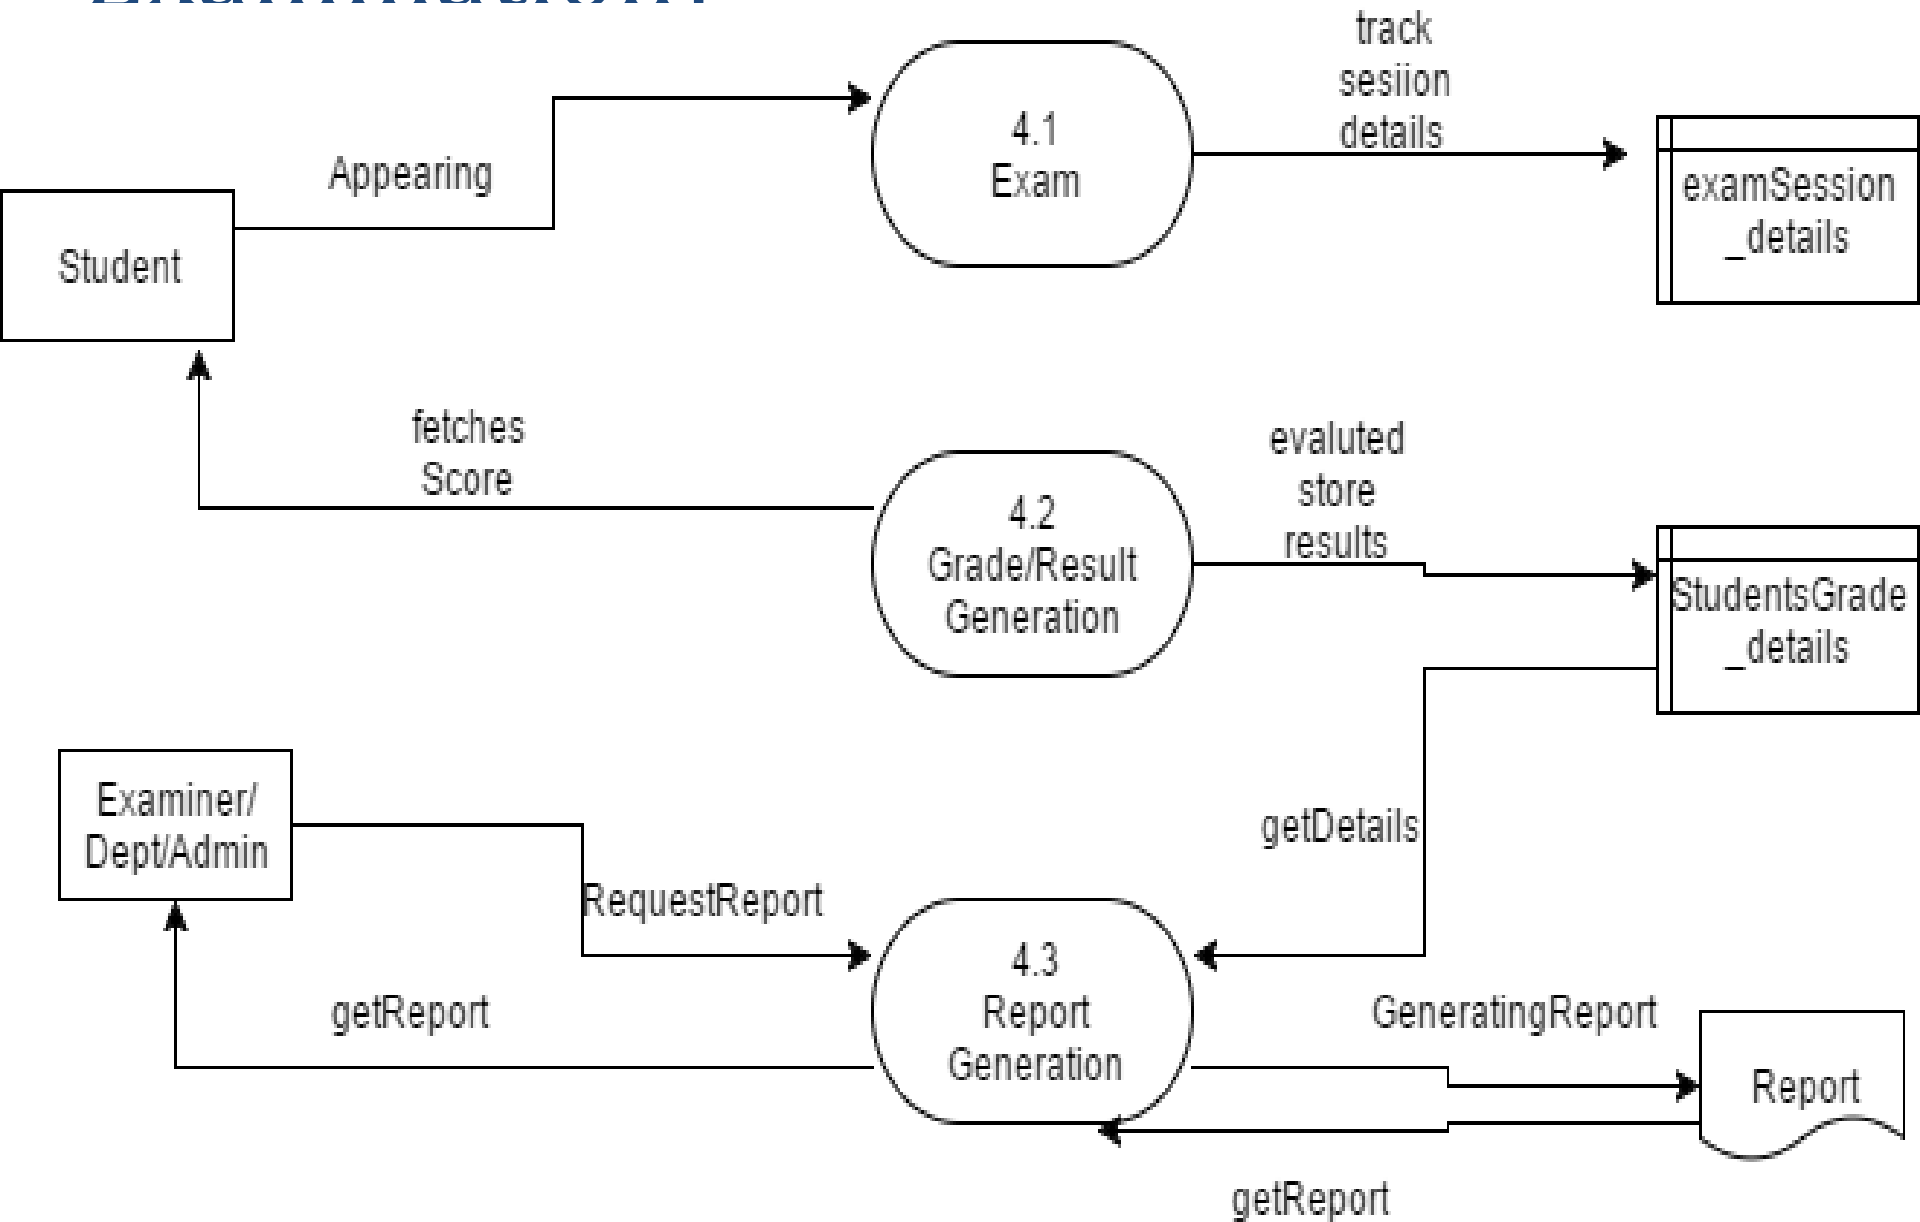 track
sesiion
details
4.1
Exam
Appearing
examSession
_details
Student
fetches
Score
evaluted
store
results
4.2
Grade/Result
Generation
StudentsGrade
_details
Examiner/
Dept/Admin
getDetails
RequestReport
4.3
Report
Generation
getReport
GeneratingReport
Report
getReport